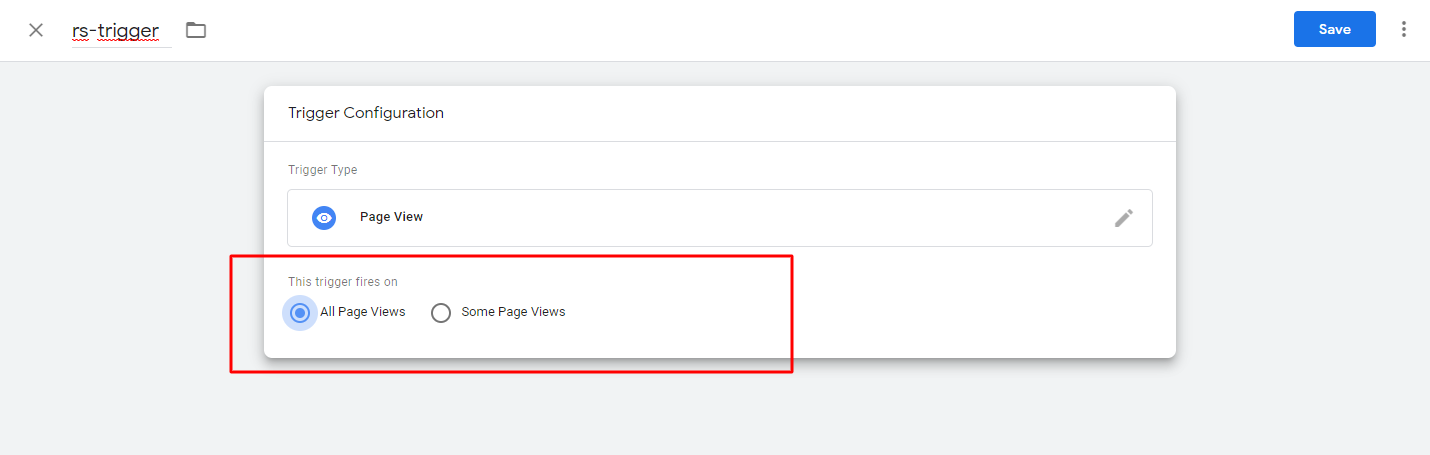 rs-trigger
Save
Trigger Configuration
Trigger Type
Page View
This trigger fires on
All Page Views Some Page Views